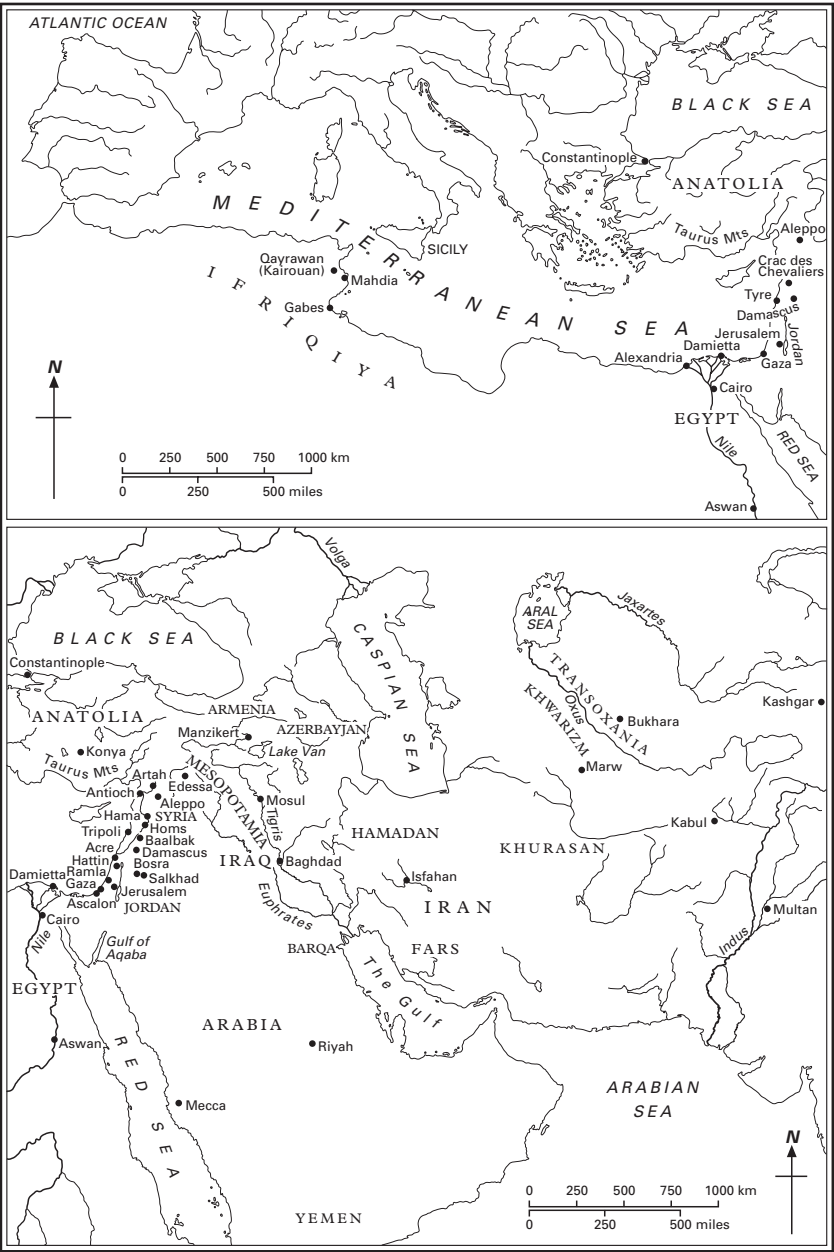 ATLANTIC OCEAN
BLACK SEA
Constantinople
ANATOLIA
MEDITERRANEAN SEA
Taurus Mts
Aleppo
SICILY
Qayrawan
(Kairouan)
Mahdia
Crac des
Chevaliers
IFRIQIYA
Gabes
Tyre
Damascus
Jerusalem
Jordan
Damietta
Alexandria
Gaza
Cairo
N
EGYPT
Nile
RED SEA
0 250 500 750 1000 km
0 250 500 miles
Aswan
Volga
ARAL
SEA
Jaxartes
BLACK SEA
CASPIAN SEA
Constantinople
TRANSOXANIA
Oxus
KHWARIZM
Kashgar
ARMENIA
ANATOLIA
Manzikert
AZERBAYJAN
Bukhara
Konya
Lake Van
Taurus Mts
MESOPOTAMIA
Marw
Artah
Edessa
Antioch
Aleppo
Mosul
Tigris
Hama
SYRIA
Homs
Kabul
Tripoli
HAMADAN
Baalbak
Acre
Damascus
KHURASAN
Hattin
Bosra
IRAQ
Baghdad
Ramla
Damietta
Salkhad
Isfahan
Gaza
Jerusalem
Euphrates
Ascalon
JORDAN
IRAN
Multan
Cairo
Nile
Gulf of
Aqaba
BARQA
FARS
Indus
The Gulf
EGYPT
ARABIA
Aswan
Riyah
RED SEA
ARABIAN
SEA
Mecca
N
0 250 500 750 1000 km
0 250 500 miles
YEMEN